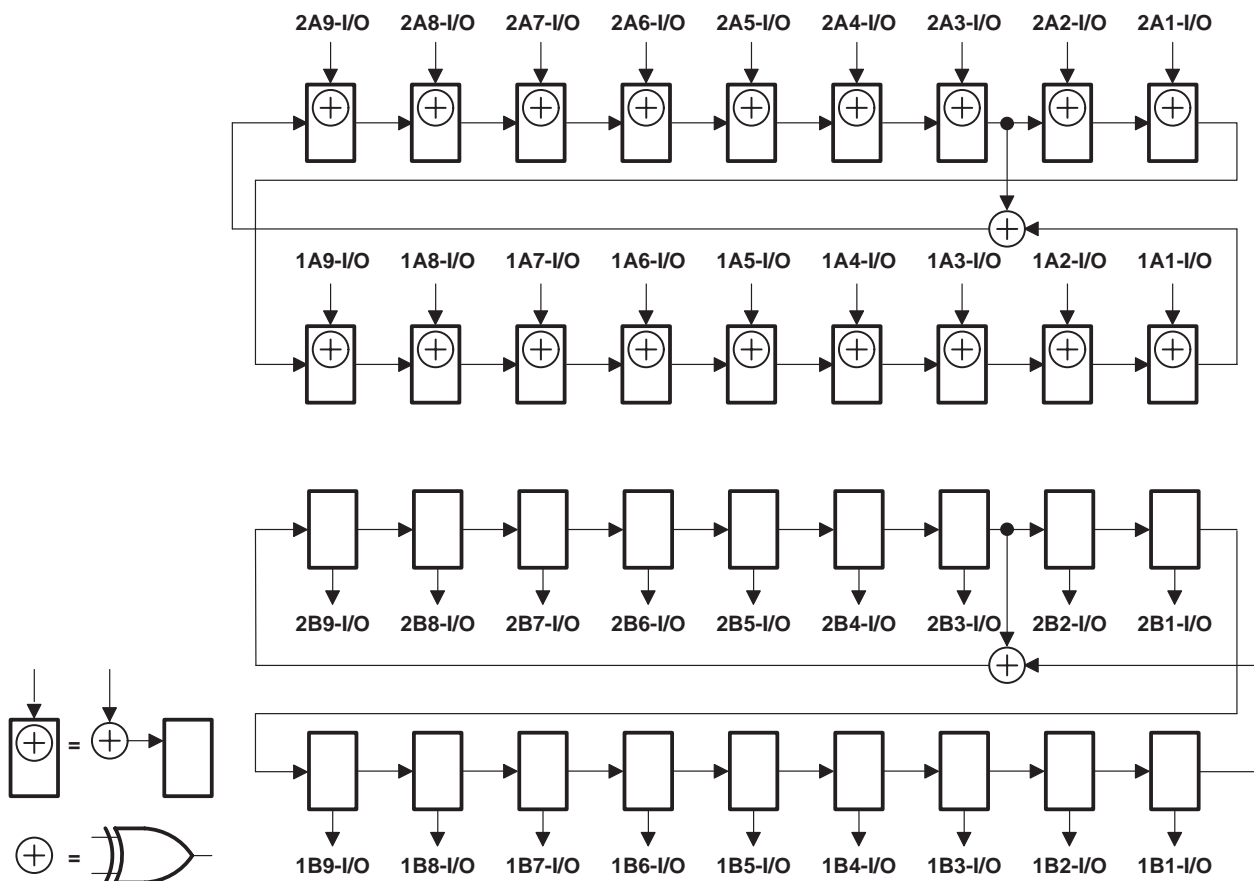 2A9-I/O 2A8-I/O 2A7-I/O 2A6-I/O 2A5-I/O 2A4-I/O 2A3-I/O 2A2-I/O 2A1-I/O
1A9-I/O 1A8-I/O 1A7-I/O 1A6-I/O 1A5-I/O 1A4-I/O 1A3-I/O 1A2-I/O 1A1-I/O
2B9-I/O 2B8-I/O 2B7-I/O 2B6-I/O 2B5-I/O 2B4-I/O 2B3-I/O 2B2-I/O 2B1-I/O
=
=
1B9-I/O 1B8-I/O 1B7-I/O 1B6-I/O 1B5-I/O 1B4-I/O 1B3-I/O 1B2-I/O 1B1-I/O